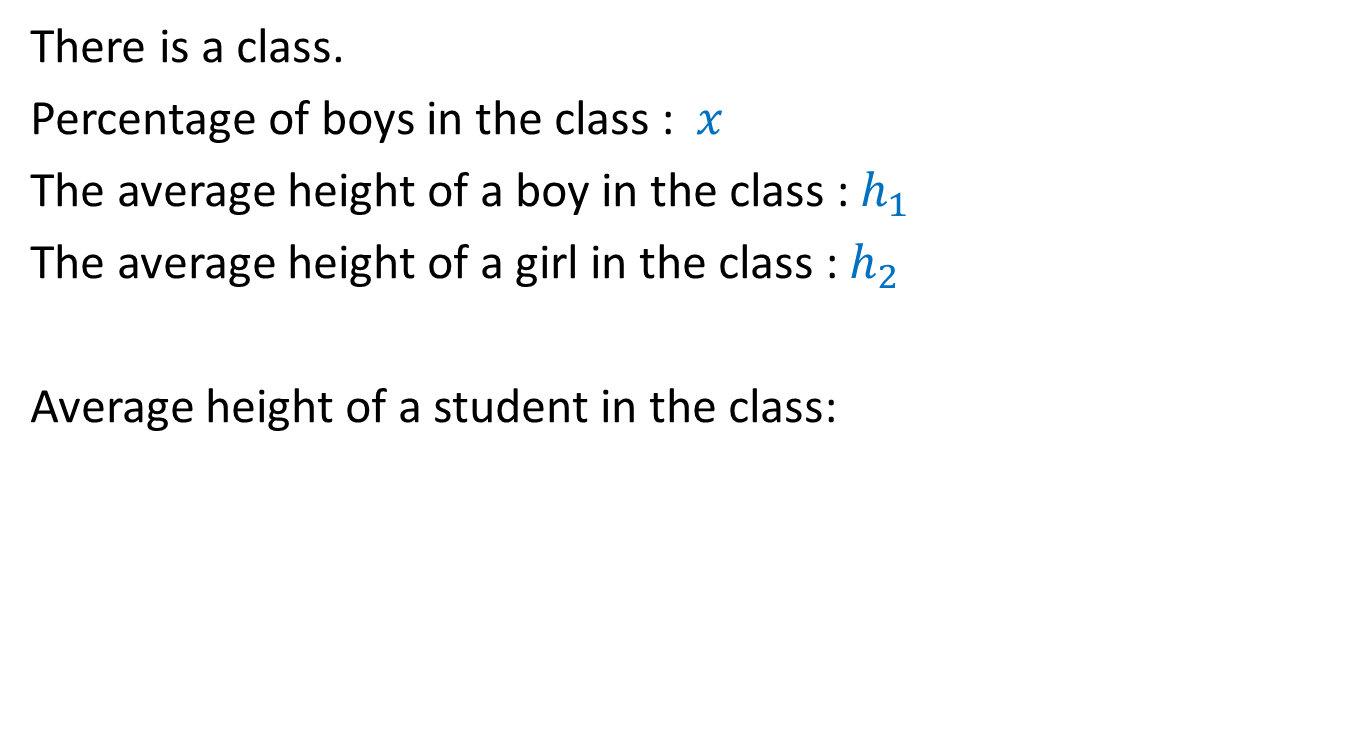 There is a class.
Percentage of boys in the class : x
The average height of a boy in the class : h₁
The average height of a girl in the class : h₂
Average height of a student in the class: